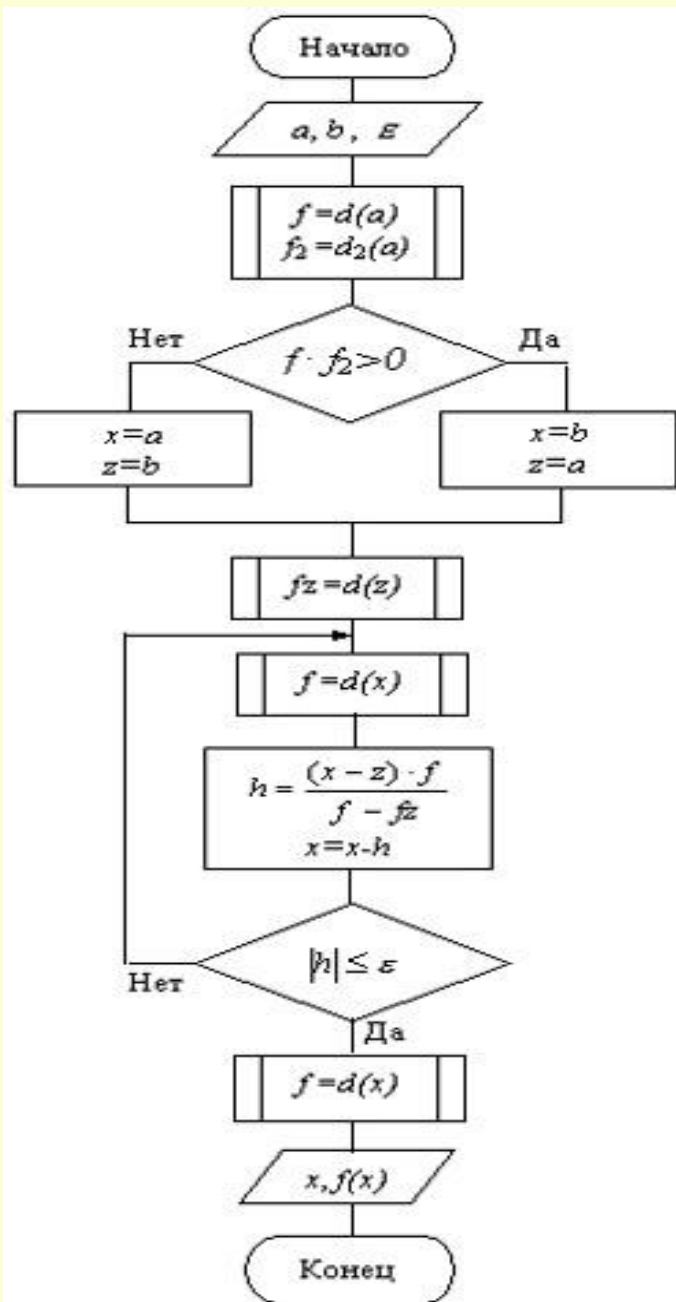 Начало
a, b, ε
f=d(a)
f₂=d₂(a)
Нет
Да
f · f₂>0
x=a
z=b
x=b
z=a
fz=d(z)
f=d(x)
h = (x − z) · f / f − fz
x=x-h
|h| ≤ ε
Нет
Да
f=d(x)
x, f(x)
Конец